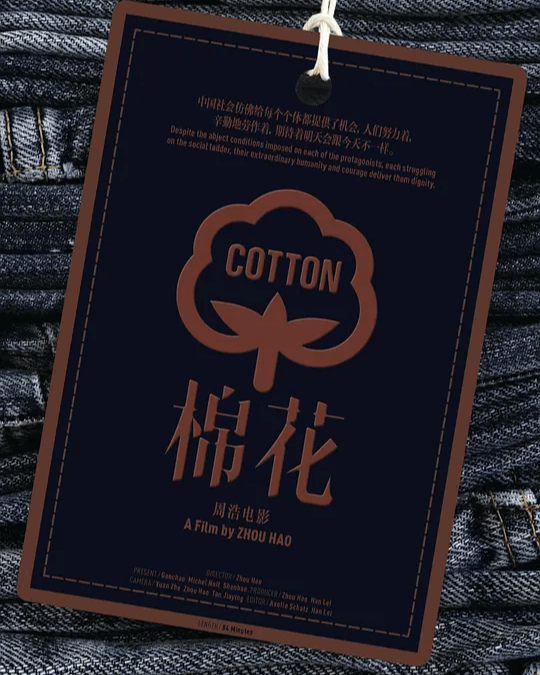 中国社会仿佛给每个个体都提供了机会, 人们努力着,
辛勤地劳作着, 期待着明天会跟今天不一样。
Despite the object conditions imposed on each of the protagonists, each struggling
on the social ladder, their extraordinary humanity and courage deliver them dignity.
COTTON
棉花
周浩电影
A Film by ZHOU HAO
DIRECTOR/ Zhou Hao
PRESENT/ Guochao Michel Noll Shenhan PRODUCER/ Zhou Hao Han Lei
CAMERA/ Yuan Zhe Zhou Hao Tan Jiaying EDITOR/ Axelle Schatz Han Lei
LENGTH/ 84 Minutes